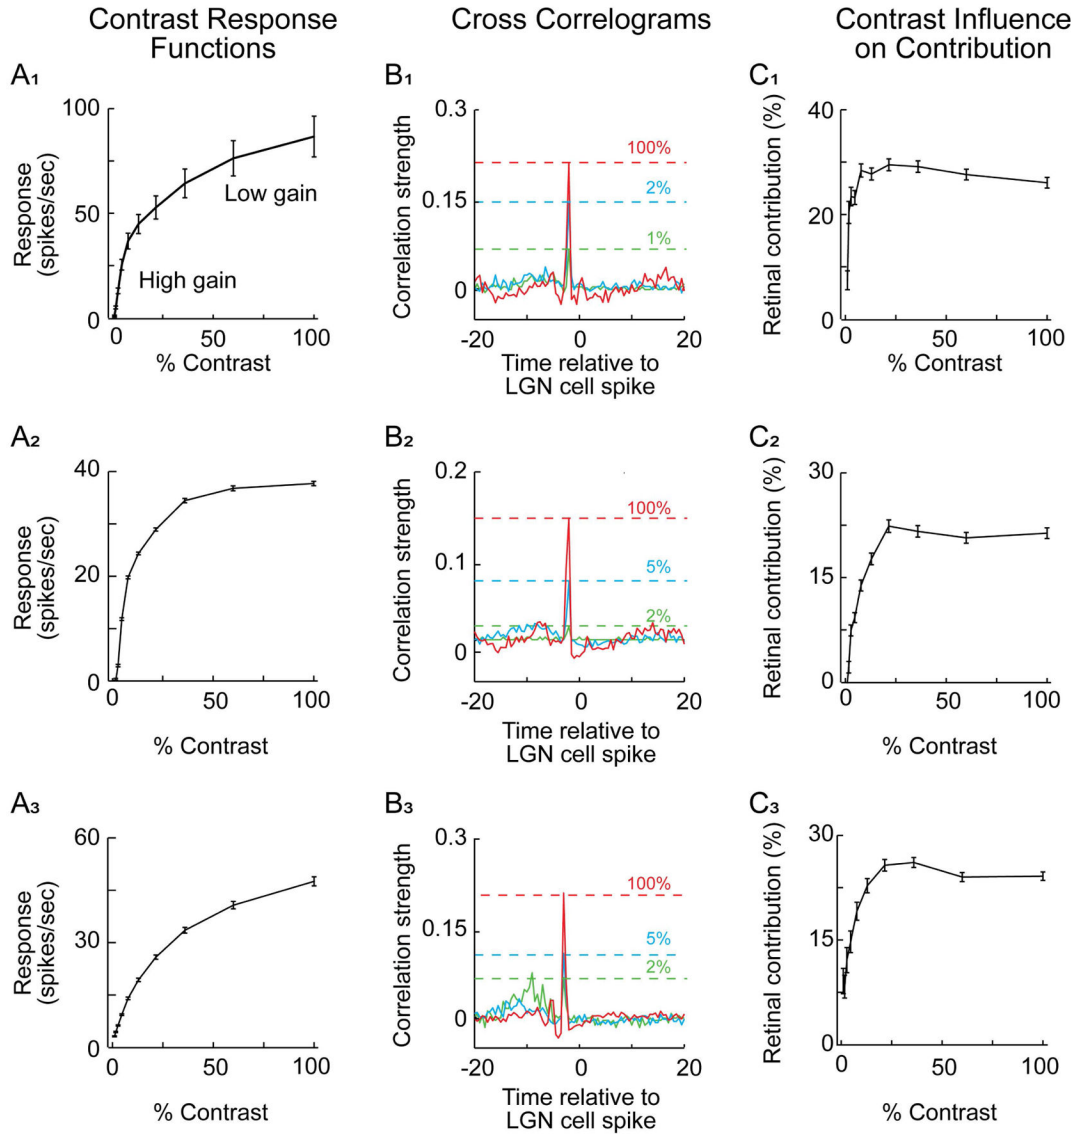 Contrast Response
Functions
Cross Correlograms
Contrast Influence
on Contribution
A1
100
50
0
Response
(spikes/sec)
Low gain
High gain
0
50
100
% Contrast
B1
0.3
0.15
0
Correlation strength
100%
2%
1%
-20
0
20
Time relative to
LGN cell spike
C1
40
20
0
Retinal contribution (%)
0
50
100
% Contrast
A2
40
20
0
Response
(spikes/sec)
0
50
100
% Contrast
B2
0.2
0.1
0
Correlation strength
100%
5%
2%
-20
0
20
Time relative to
LGN cell spike
C2
30
15
0
Retinal contribution (%)
0
50
100
% Contrast
A3
60
30
0
Response
(spikes/sec)
0
50
100
% Contrast
B3
0.3
0.15
0
Correlation strength
100%
5%
2%
-20
0
20
Time relative to
LGN cell spike
C3
30
15
0
Retinal contribution (%)
0
50
100
% Contrast